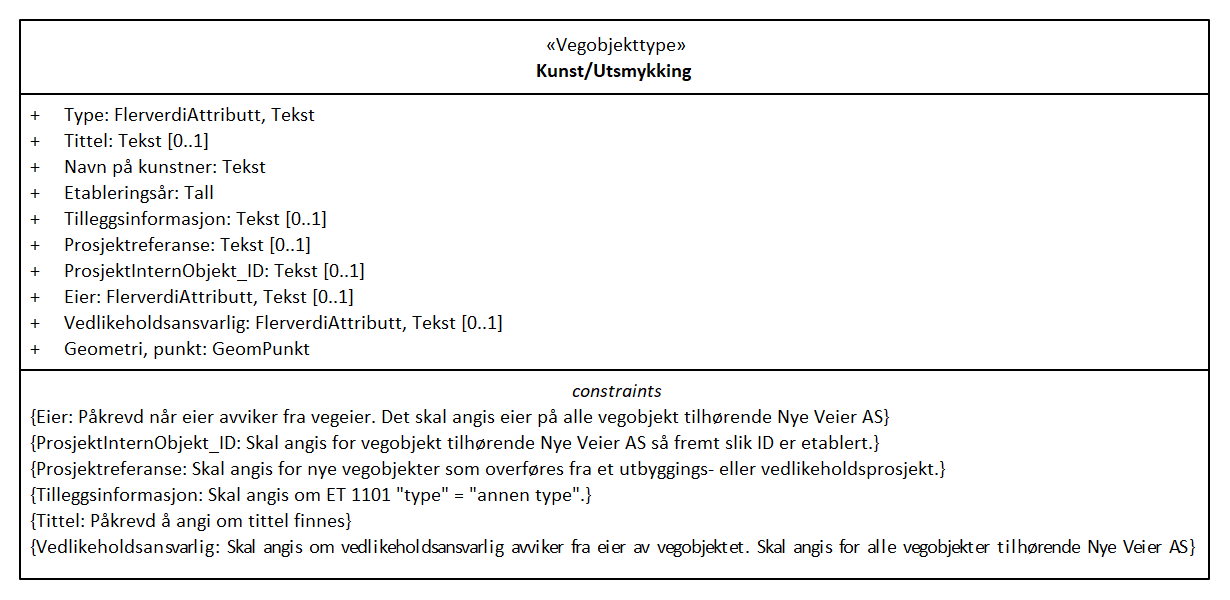 «Vegobjekttype»
Kunst/Utsmykking
+ Type: FlerverdiAttributt, Tekst
+ Tittel: Tekst [0..1]
+ Navn på kunstner: Tekst
+ Etableringsår: Tall
+ Tilleggsinformasjon: Tekst [0..1]
+ Prosjektreferanse: Tekst [0..1]
+ ProsjektInternObjekt_ID: Tekst [0..1]
+ Eier: FlerverdiAttributt, Tekst [0..1]
+ Vedlikeholdsansvarlig: FlerverdiAttributt, Tekst [0..1]
+ Geometri, punkt: GeomPunkt
constraints
{Eier: Påkrevd når eier avviker fra vegeier. Det skal angis eier på alle vegobjekt tilhørende Nye Veier AS}
{ProsjektInternObjekt_ID: Skal angis for vegobjekt tilhørende Nye Veier AS så fremt slik ID er etablert.}
{Prosjektreferanse: Skal angis for nye vegobjekter som overføres fra et utbyggings- eller vedlikeholdsprosjekt.}
{Tilleggsinformasjon: Skal angis om ET 1101 "type" = "annen type".}
{Tittel: Påkrevd å angi om tittel finnes}
{Vedlikeholdsansvarlig: Skal angis om vedlikeholdsansvarlig avviker fra eier av vegobjektet. Skal angis for alle vegobjekter tilhørende Nye Veier AS}